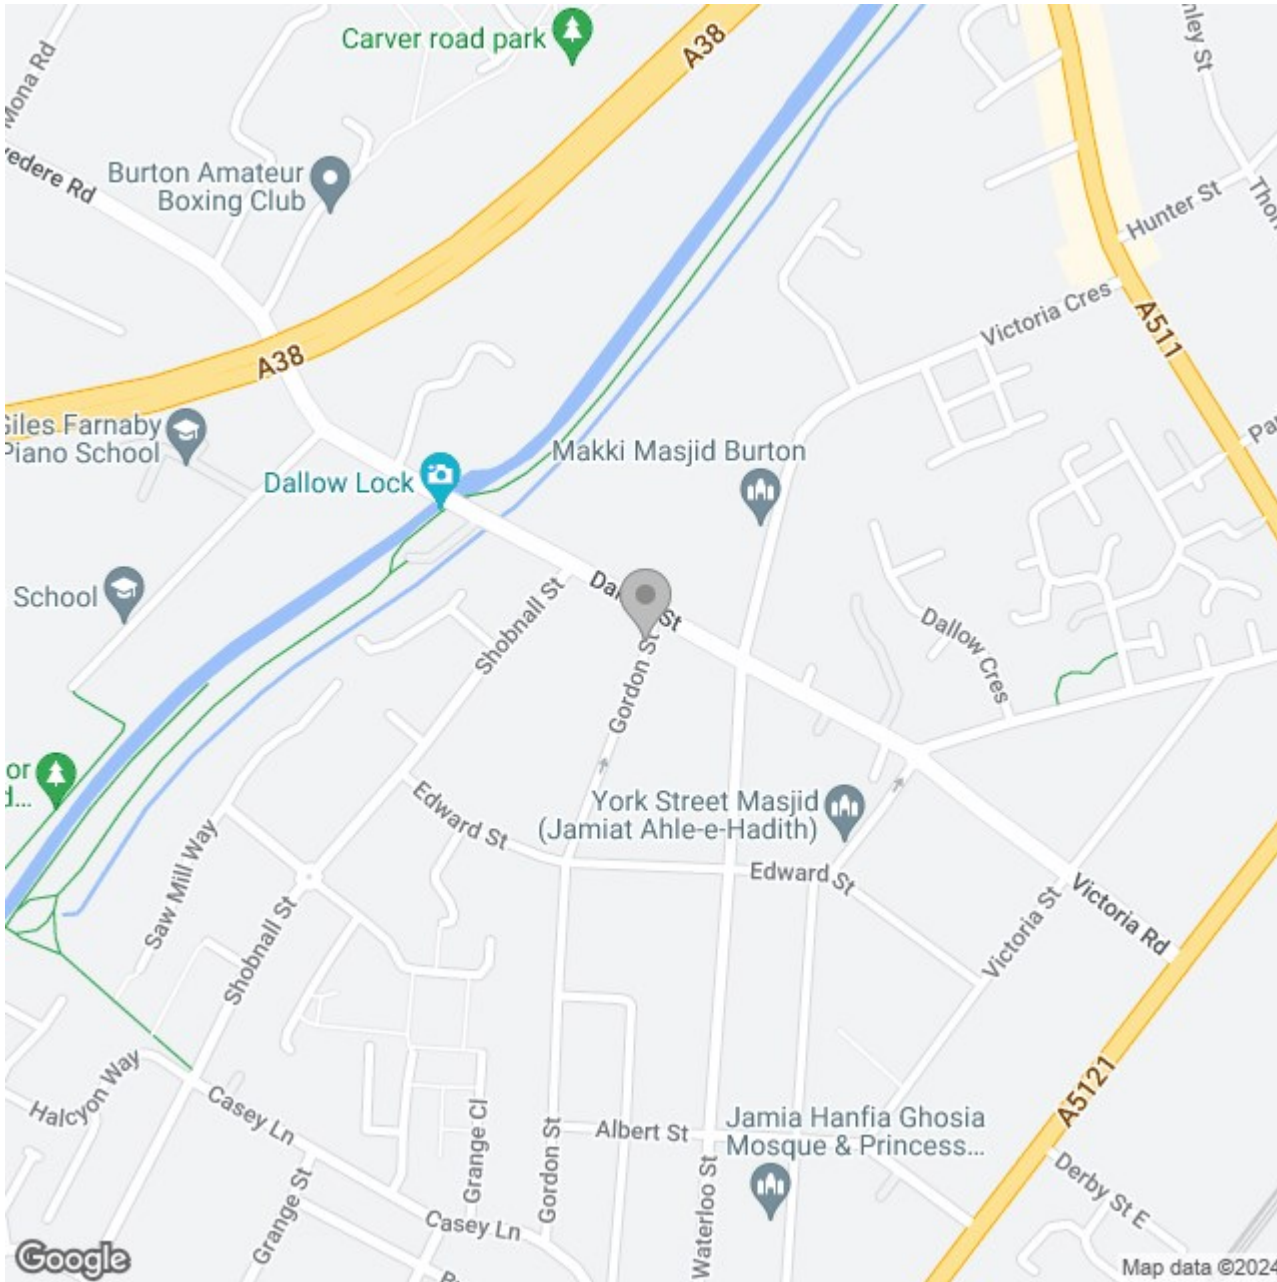 Carver road park
A38
Mona Rd
vedere Rd
Burton Amateur
Boxing Club
Hunter St
Victoria Cres
A511
A38
Giles Farnaby
Piano School
Makki Masjid Burton
Dallow Lock
School
Shobnall St
St
Gordon St
Dallow Cres
or
d...
York Street Masjid
(Jamiat Ahle-e-Hadith)
Edward St
Edward St
Saw Mill Way
Shobnall St
Victoria St
Victoria Rd
Halcyon Way
Casey Ln
Grange Cl
Gordon St
Albert St
Jamia Hanfia Ghosia
Mosque & Princess...
A5121
Derby St E
Grange St
Casey Ln
Waterloo St
Google
Map data ©2024